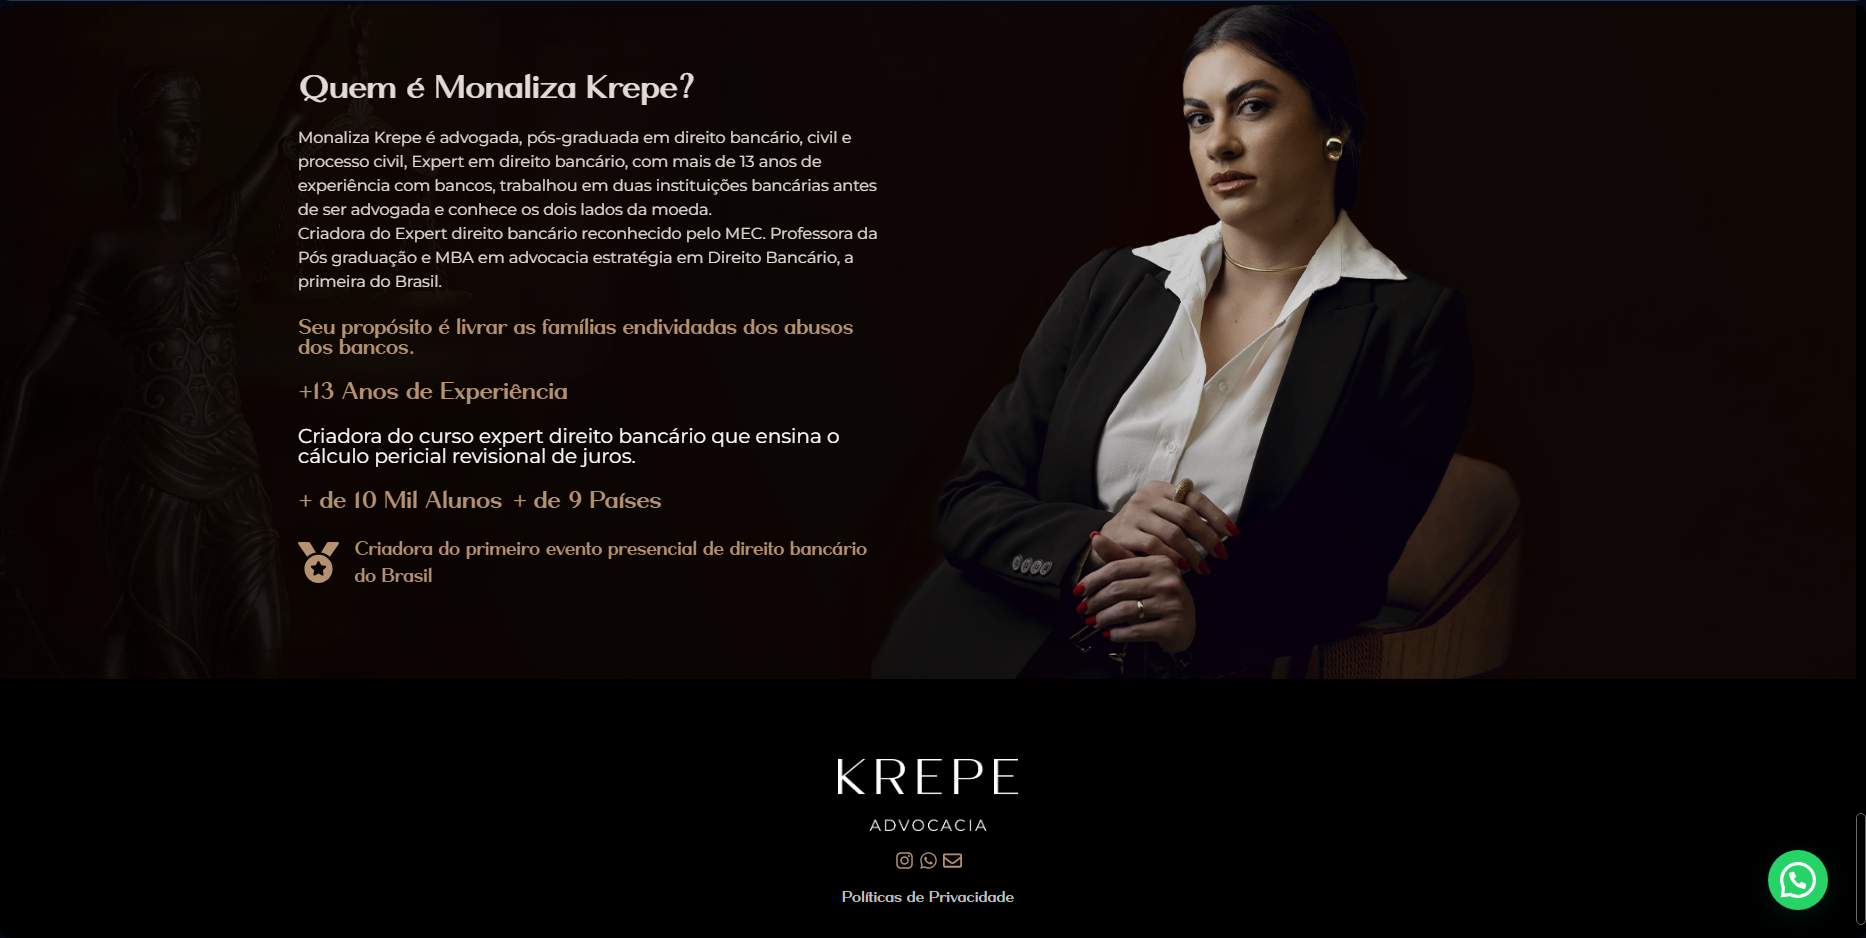 Quem é Monaliza Krepe?
Monaliza Krepe é advogada, pós-graduada em direito bancário, civil e
processo civil, Expert em direito bancário, com mais de 13 anos de
experiência com bancos, trabalhou em duas instituições bancárias antes
de ser advogada e conhece os dois lados da moeda.
Criadora do Expert direito bancário reconhecido pelo MEC. Professora da
Pós graduação e MBA em advocacia estratégia em Direito Bancário, a
primeira do Brasil.
Seu propósito é livrar as famílias endividadas dos abusos
dos bancos.
+13 Anos de Experiência
Criadora do curso expert direito bancário que ensina o
cálculo pericial revisional de juros.
+ de 10 Mil Alunos + de 9 Países
Criadora do primeiro evento presencial de direito bancário
do Brasil
KREPE
ADVOCACIA
Políticas de Privacidade